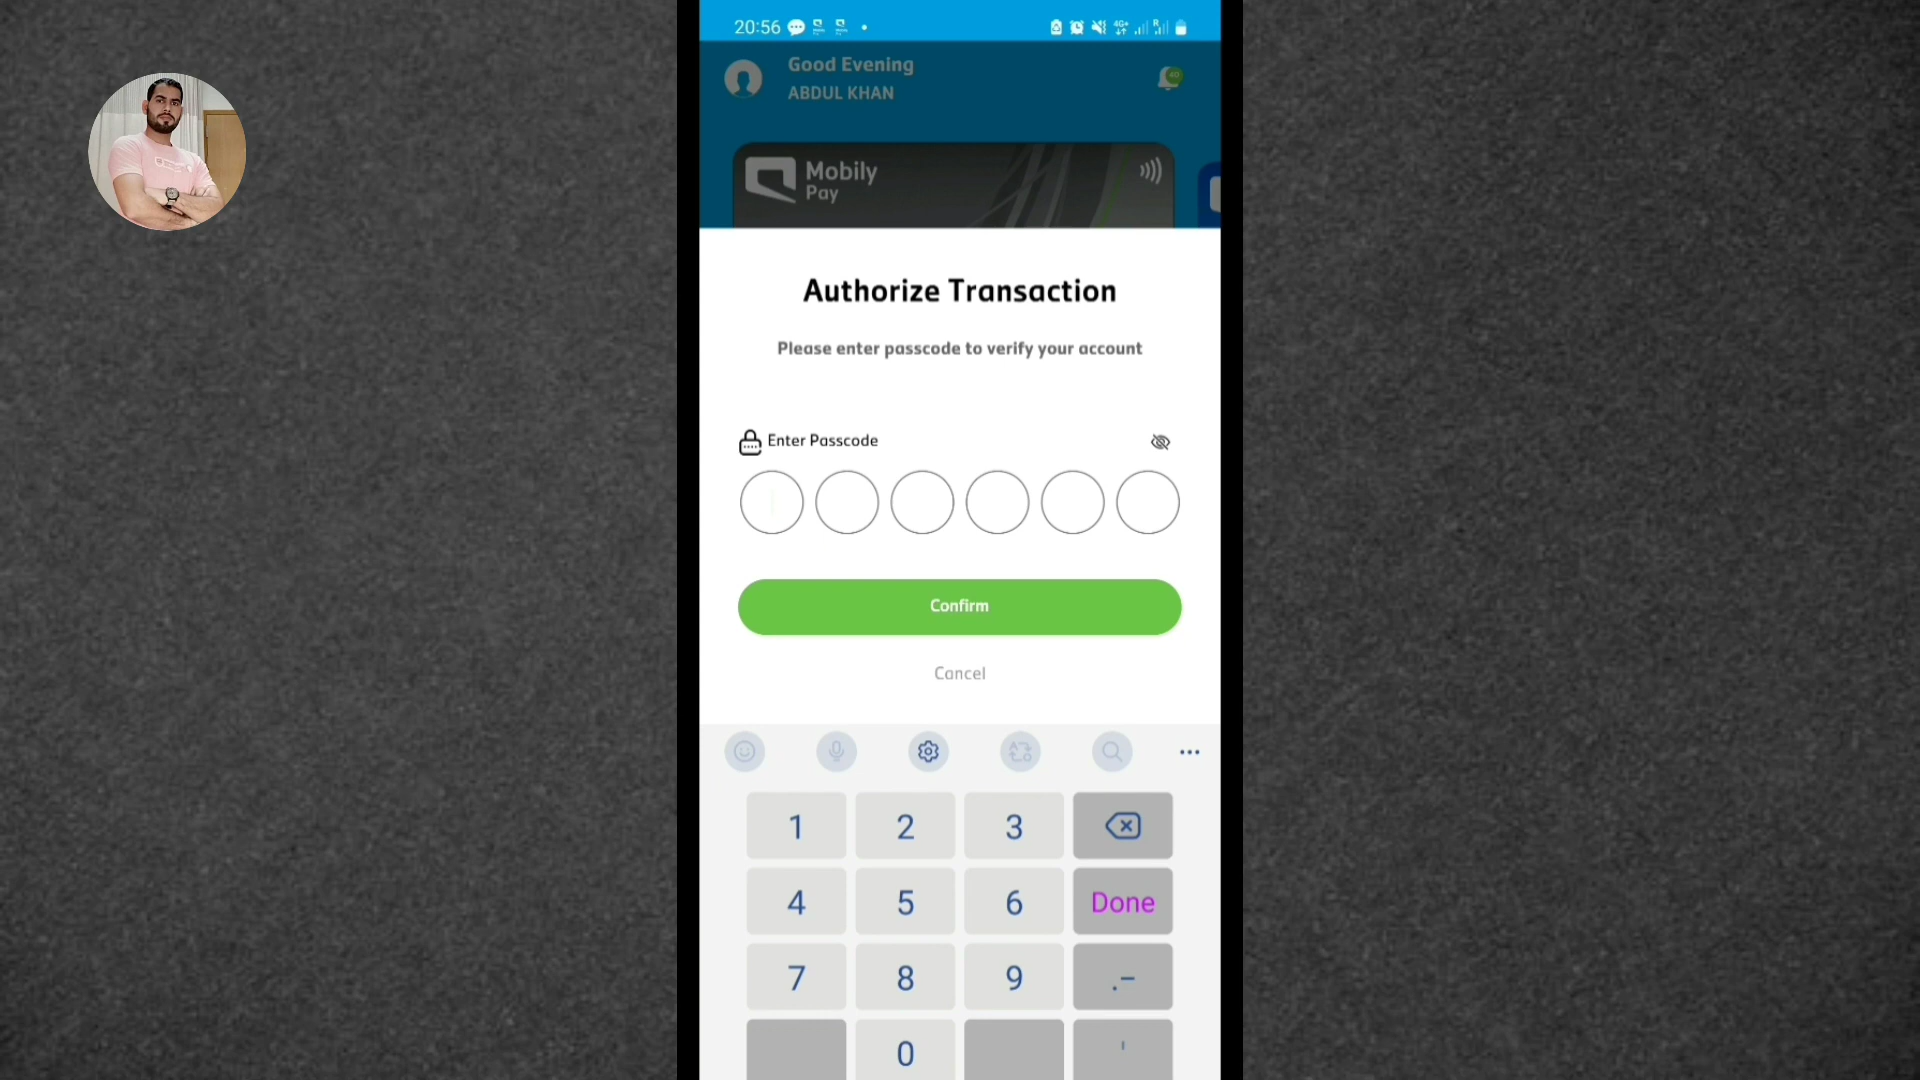 20:56
4G+
R
Good Evening
ABDUL KHAN
Mobily
Pay
Authorize Transaction
Please enter passcode to verify your account
Enter Passcode
Confirm
Cancel
1 2 3
4 5 6 Done
7 8 9 .-
0 '